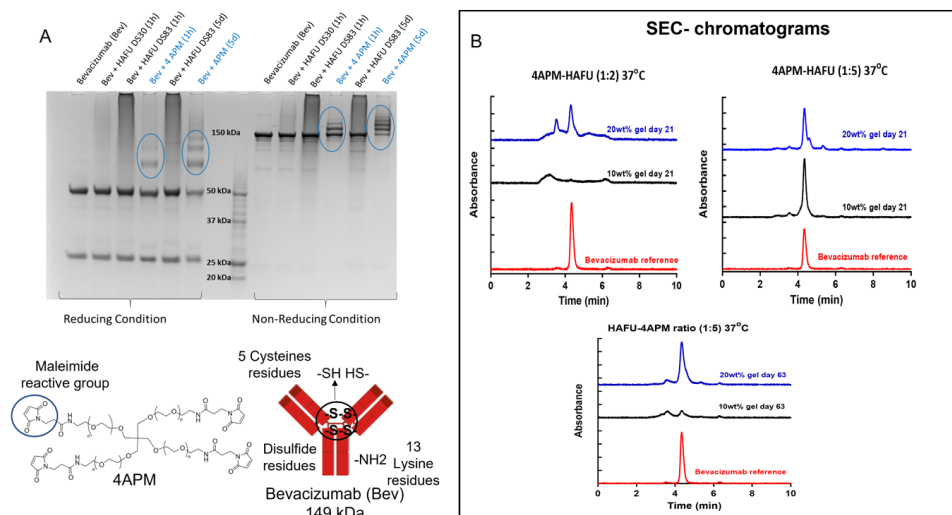 A
Bevacizumab (Bev)
Bev + HAFU DS30 (1h)
Bev + HAFU DS83 (1h)
Bev + 4 APM (1h)
Bev + HAFU DS83 (5d)
Bev + APM (5d)
Bevacizumab (Bev)
Bev + HAFU DS30 (1h)
Bev + HAFU DS83 (1h)
Bev + 4 APM (1h)
Bev + HAFU DS83 (5d)
Bev + 4APM (5d)
150 kDa
50 kDa
37 kDa
25 kDa
20 kDa
Reducing Condition
Non-Reducing Condition
Maleimide
reactive group
4APM
5 Cysteines
residues
-SH HS-
-S-S-
-S-S-
Disulfide
residues
-NH2
13
Lysine
residues
Bevacizumab (Bev)
149 kDa
B
SEC- chromatograms
4APM-HAFU (1:2) 37°C
Absorbance
20wt% gel day 21
10wt% gel day 21
Bevacizumab reference
0 2 4 6 8 10
Time (min)
4APM-HAFU (1:5) 37°C
Absorbance
20wt% gel day 21
10wt% gel day 21
Bevacizumab reference
0 2 4 6 8 10
Time (min)
HAFU-4APM ratio (1:5) 37°C
Absorbance
20wt% gel day 63
10wt% gel day 63
Bevacizumab reference
0 2 4 6 8 10
Time (min)